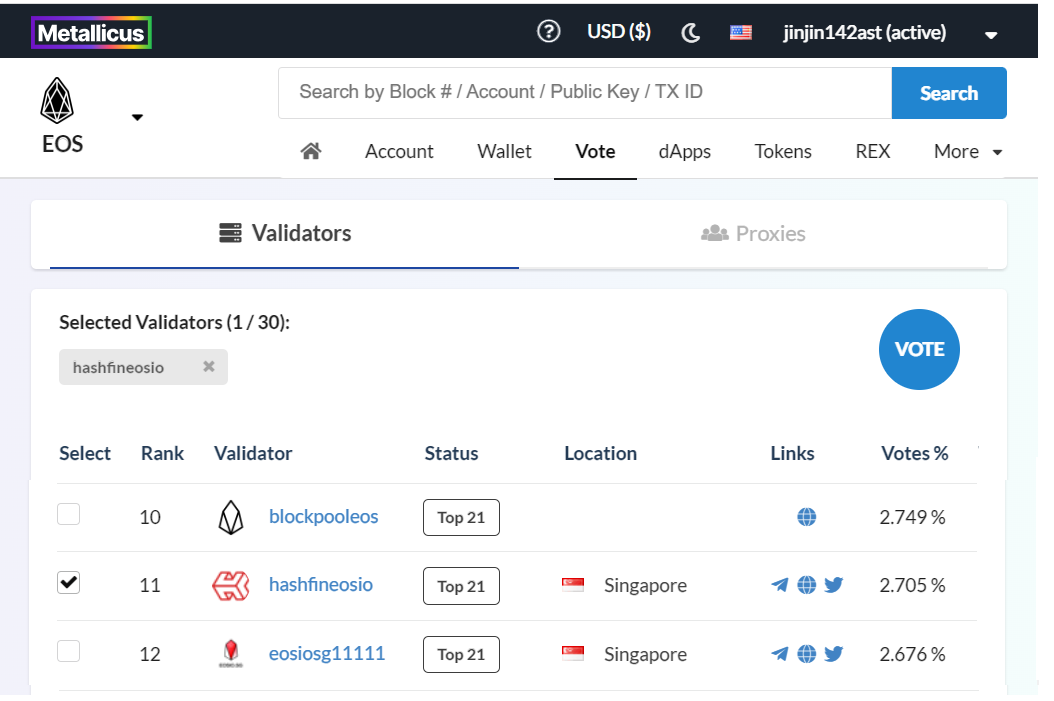 Metallicus USD ($) jinjin142ast (active)
Search by Block # / Account / Public Key / TX ID Search
EOS
Account Wallet Vote dApps Tokens REX More
Validators Proxies
Selected Validators (1 / 30):
VOTE
hashfineosio
Select Rank Validator Status Location Links Votes %
10 blockpooleos Top 21 2.749 %
11 hashfineosio Top 21 Singapore 2.705 %
12 eosiosg11111 Top 21 Singapore 2.676 %